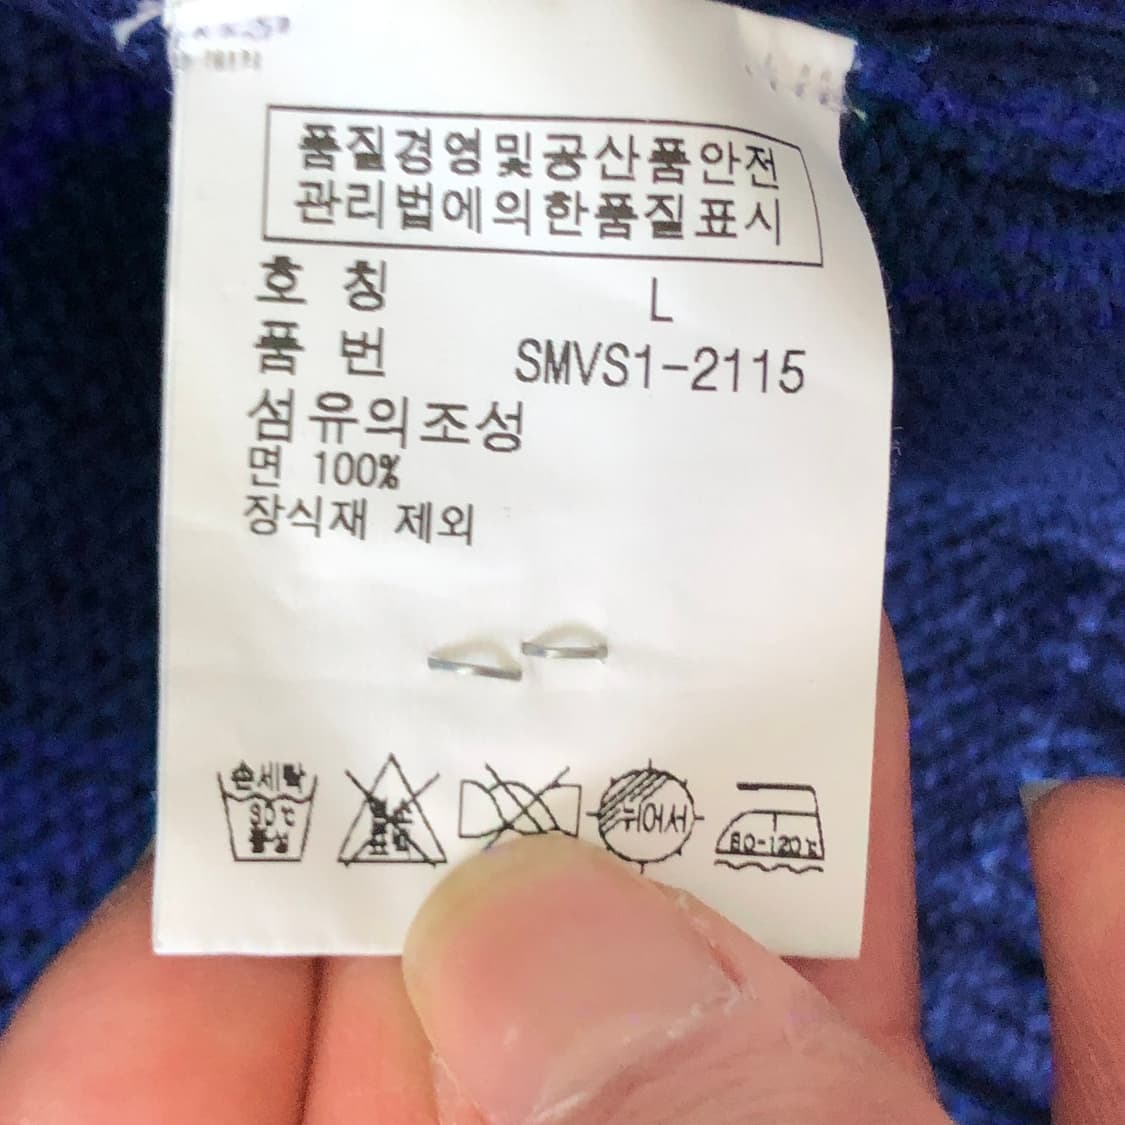 품질경영및공산품안전
관리법에의한품질표시
호 칭 L
품 번 SMVS1-2115
섬유의조성
면 100%
장식재 제외
손세탁
30℃
중성
뉘어서
80-120℃